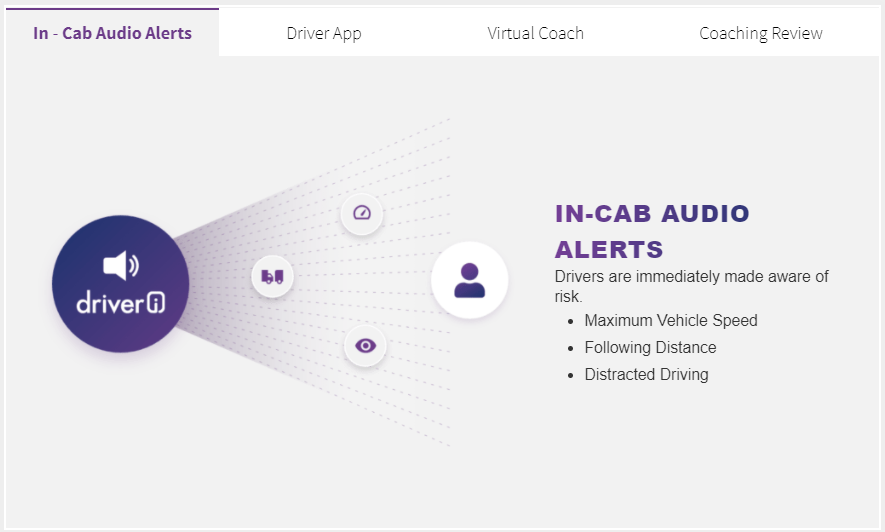 In - Cab Audio Alerts
Driver App
Virtual Coach
Coaching Review
driver i
IN-CAB AUDIO
ALERTS
Drivers are immediately made aware of
risk.
• Maximum Vehicle Speed
• Following Distance
• Distracted Driving